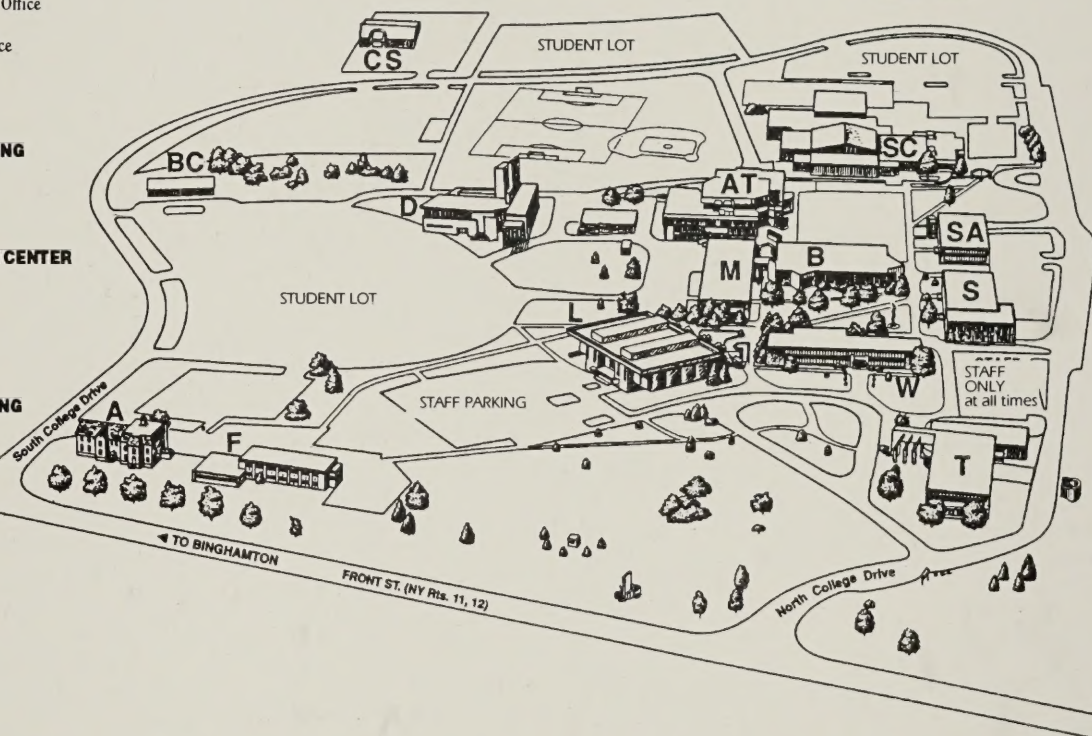 Office
ce
NG
CENTER
NG
STUDENT LOT
STUDENT LOT
CS
BC
SC
AT
D
SA
M
B
S
STUDENT LOT
L
W
STAFF
ONLY
at all times
STAFF PARKING
South College Drive
A
F
T
◄ TO BINGHAMTON
FRONT ST. (NY Rts. 11, 12)
North College Drive